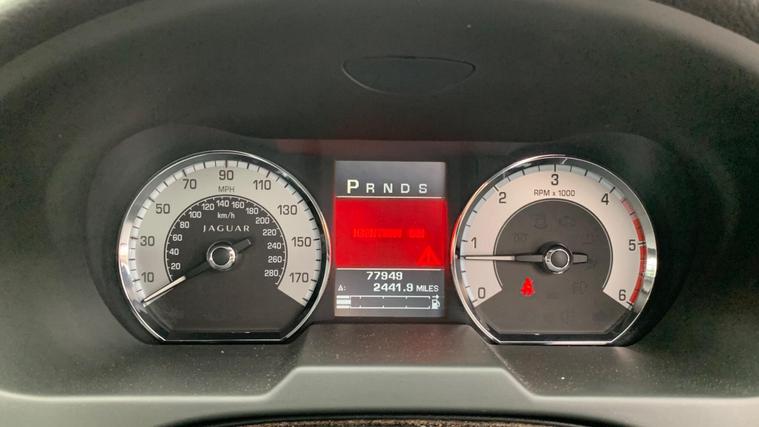 70 90 110
50 MPH 130
30 150
10 170
120 140 160
100 km/h 180
80 200
60 220
40 240
20 260
280
JAGUAR
P R N D S
77949
Δ: 2441.9 MILES
3
2 RPM x 1000 4
1 5
0 6